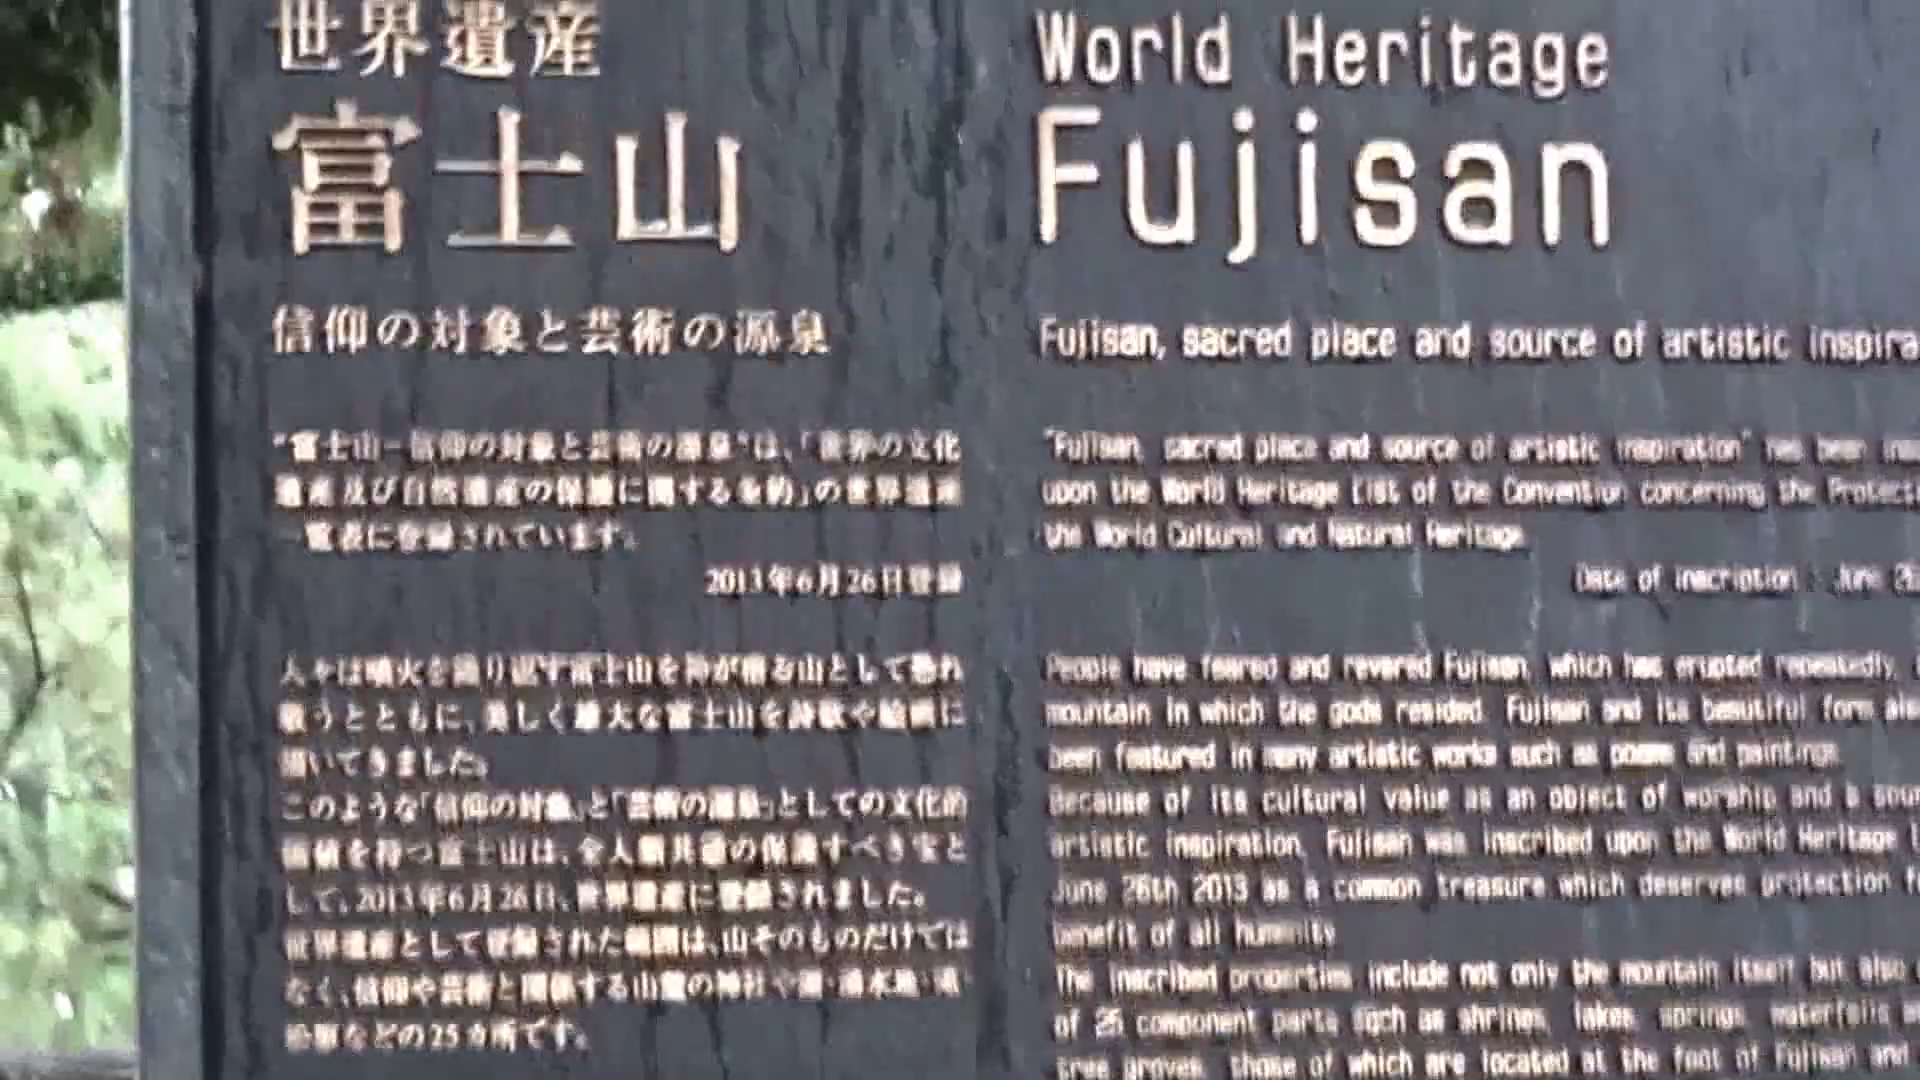 世界遺産
富士山
信仰の対象と芸術の源泉
"富士山－信仰の対象と芸術の源泉"は、「世界の文化
遺産及び自然遺産の保護に関する条約」の世界遺産
一覧表に登録されています。
2013年6月26日登録
人々は噴火を繰り返す富士山を神が宿る山として恐れ
敬うとともに、美しく雄大な富士山を詩歌や絵画に
描いてきました。
このような「信仰の対象」と「芸術の源泉」としての文化的
価値を持つ富士山は、全人類共通の保護すべき宝と
して、2013年6月26日、世界遺産に登録されました。
世界遺産として登録された範囲は、山そのものだけでは
なく、信仰や芸術と関係する山麓の神社や湖・湧水地・
などの25カ所です。
World Heritage
Fujisan
Fujisan, sacred place and source of artistic inspira
"Fujisan, sacred place and source of artistic inspiration" has been ins
upon the World Heritage List of the Convention concerning the Protecti
the World Cultural and Natural Heritage.
Date of inscription : June 26
People have feared and revered Fujisan, which has erupted repeatedly,
mountain in which the gods resided. Fujisan and its beautiful form als
been featured in many artistic works such as poems and paintings.
Because of its cultural value as an object of worship and a sour
artistic inspiration, Fujisan was inscribed upon the World Heritage Li
June 26th 2013 as a common treasure which deserves protection f
benefit of all humanity.
The inscribed properties include not only the mountain itself but also
of 25 component parts such as shrines, lakes, springs, waterfalls
tree groves, those of which are located at the foot of Fujisan and